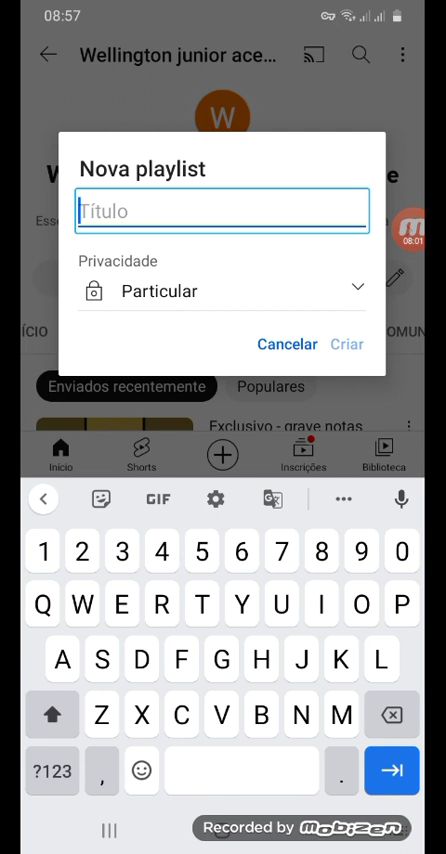 08:57
Wellington junior ace...
W
W
e
Nova playlist
Título
Esse
08:01
Privacidade
Particular
Cancelar Criar
ÍCIO
OMUN
Enviados recentemente Populares
Exclusivo - grave notas
Início Shorts Inscrições Biblioteca
GIF
1 2 3 4 5 6 7 8 9 0
Q W E R T Y U I O P
A S D F G H J K L
Z X C V B N M
?123 , .
Recorded by mobizen